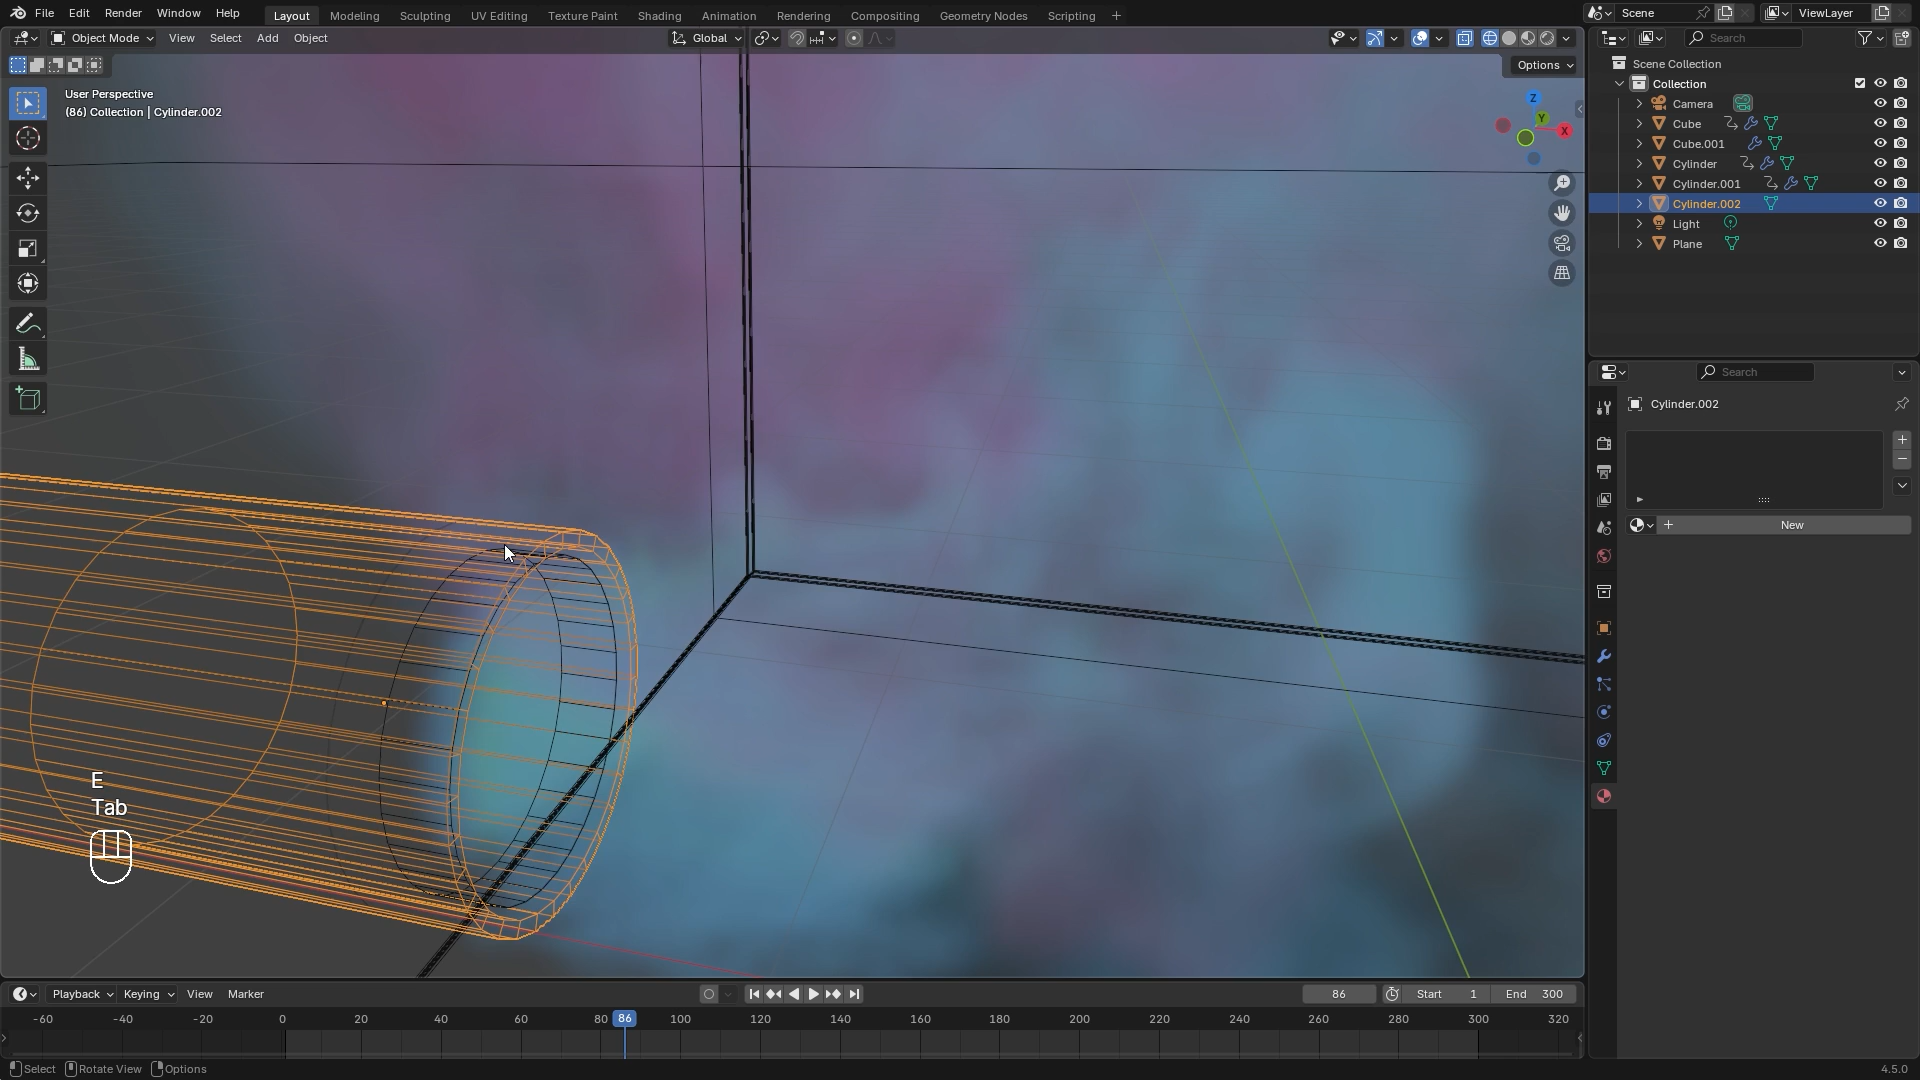 File Edit Render Window Help Layout Modeling Sculpting UV Editing Texture Paint Shading Animation Rendering Compositing Geometry Nodes Scripting Scene ViewLayer
Object Mode View Select Add Object Global Search
Options
User Perspective
(86) Collection | Cylinder.002
Z
Y
X
Scene Collection
Collection
Camera
Cube
Cube.001
Cylinder
Cylinder.001
Cylinder.002
Light
Plane
Search
Cylinder.002
New
E
Tab
Playback Keying View Marker 86 Start 1 End 300
-60 -40 -20 0 20 40 60 80 86 100 120 140 160 180 200 220 240 260 280 300 320
Select Rotate View Options 4.5.0